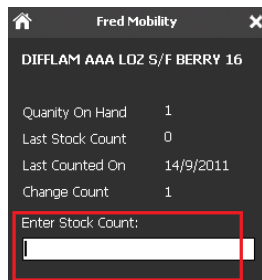 Fred Mobility
DIFFLAM AAA LOZ S/F BERRY 16
Quanity On Hand 1
Last Stock Count 0
Last Counted On 14/9/2011
Change Count 1
Enter Stock Count: